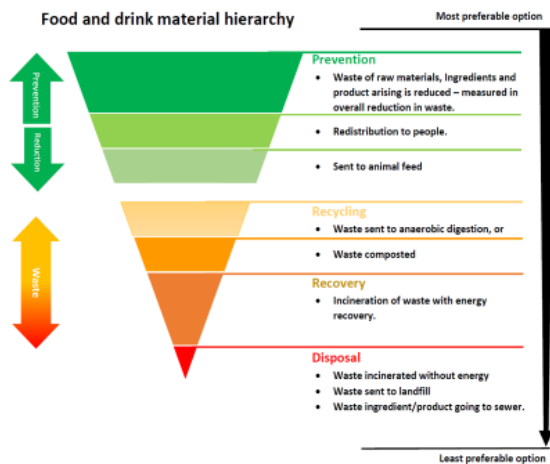 Food and drink material hierarchy
Most preferable option
Prevention
Reduction
Waste
Prevention
• Waste of raw materials, Ingredients and
product arising is reduced – measured in
overall reduction in waste.
• Redistribution to people.
• Sent to animal feed
Recycling
• Waste sent to anaerobic digestion, or
• Waste composted
Recovery
• Incineration of waste with energy
recovery.
Disposal
• Waste incinerated without energy
• Waste sent to landfill
• Waste ingredient/product going to sewer.
Least preferable option